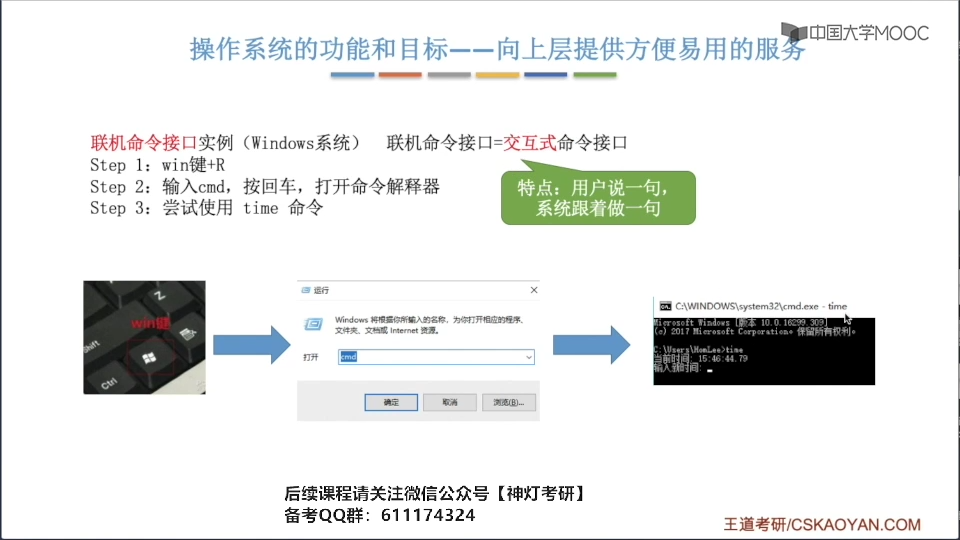 中国大学MOOC
操作系统的功能和目标——向上层提供方便易用的服务
联机命令接口实例（Windows系统） 联机命令接口=交互式命令接口
Step 1：win键+R
Step 2：输入cmd，按回车，打开命令解释器
Step 3：尝试使用 time 命令
特点：用户说一句，
系统跟着做一句
win键
Z
Shift
Ctrl
运行
Windows 将根据你所输入的名称，为你打开相应的程序、
文件夹、文档或 Internet 资源。
打开 cmd
确定 取消 浏览(B)...
C:\WINDOWS\system32\cmd.exe - time
Microsoft Windows [版本 10.0.16299.309]
(c) 2017 Microsoft Corporation。保留所有权利。
C:\Users\HomLee>time
当前时间: 15:46:44.79
输入新时间:
后续课程请关注微信公众号【神灯考研】
备考QQ群：611174324
王道考研/CSKAOYAN.COM